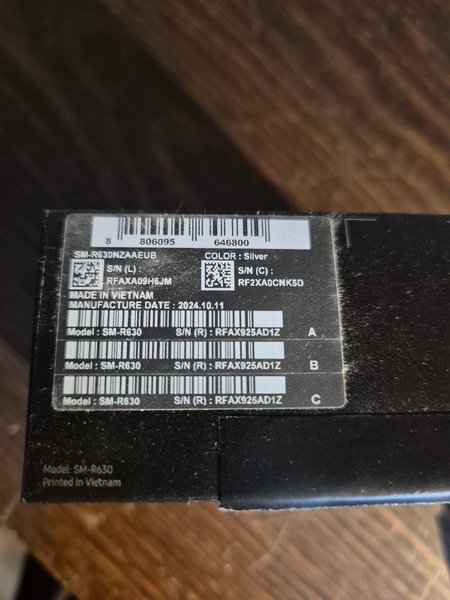 8 806095 646800
SM-R630NZAAEUB COLOR : Silver
S/N (L) : S/N (C) :
RFAXA09H6JM RF2XA0CNK5D
MADE IN VIETNAM
MANUFACTURE DATE : 2024.10.11
Model : SM-R630 S/N (R) : RFAX925AD1Z A
Model : SM-R630 S/N (R) : RFAX925AD1Z B
Model : SM-R630 S/N (R) : RFAX925AD1Z C
Model: SM-R630
Printed in Vietnam